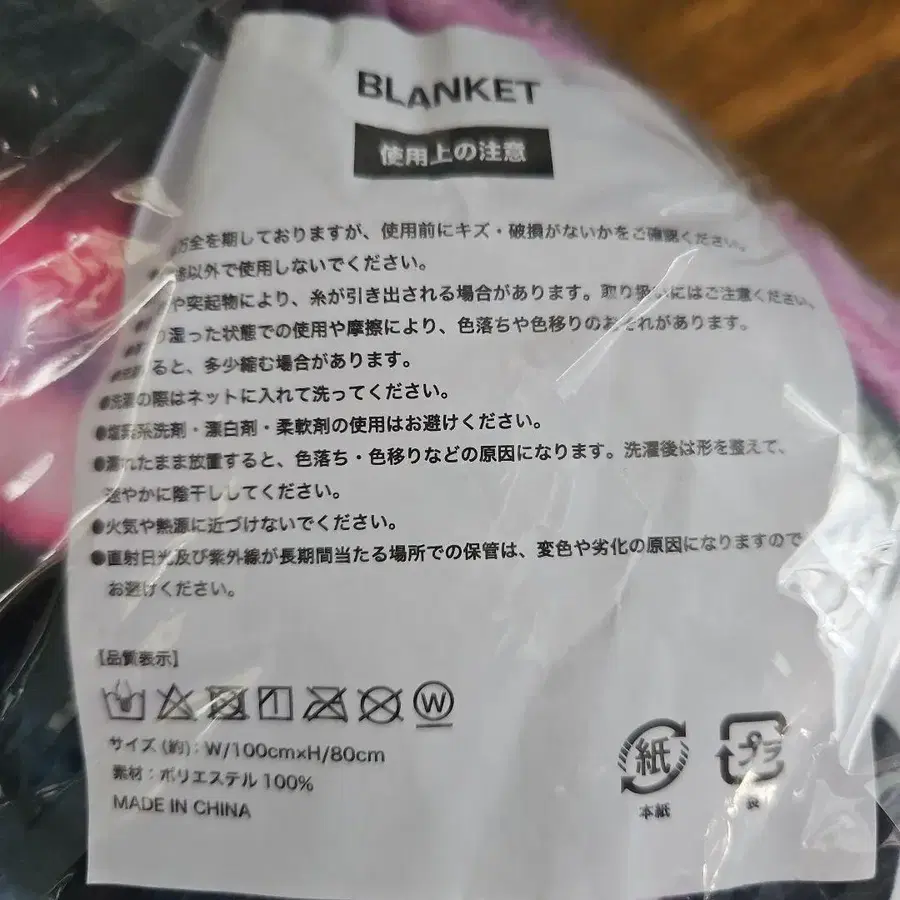 BLANKET
使用上の注意
万全を期しておりますが、使用前にキズ・破損がないかをご確認ください。
以外で使用しないでください。
や突起物により、糸が引き出される場合があります。取り扱いにはご注意ください。
湿った状態での使用や摩擦により、色落ちや色移りのおそれがあります。
ると、多少縮む場合があります。
●洗濯の際はネットに入れて洗ってください。
●塩素系洗剤・漂白剤・柔軟剤の使用はお避けください。
●濡れたまま放置すると、色落ち・色移りなどの原因になります。洗濯後は形を整えて、
速やかに陰干ししてください。
●火気や熱源に近づけないでください。
●直射日光及び紫外線が長期間当たる場所での保管は、変色や劣化の原因になりますので
お避けください。
【品質表示】
W
サイズ (約) : W/100cm×H/80cm
素材 : ポリエステル 100%
MADE IN CHINA
紙
本紙
プラ
袋